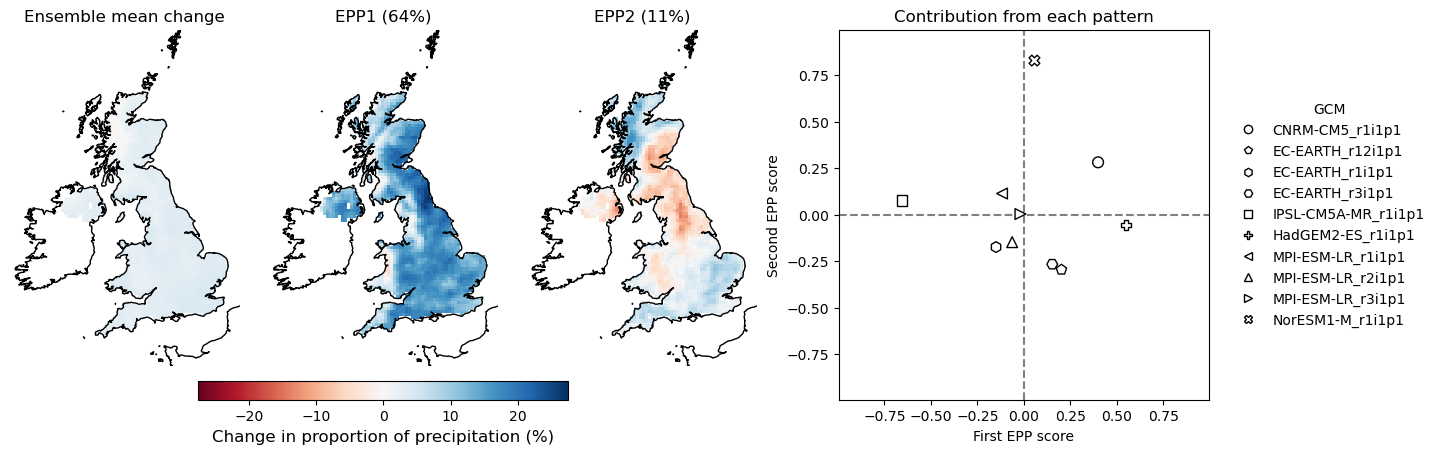 Ensemble mean change
EPP1 (64%)
EPP2 (11%)
Contribution from each pattern
−20 −10 0 10 20
Change in proportion of precipitation (%)
Second EPP score
0.75
0.50
0.25
0.00
−0.25
−0.50
−0.75
−0.75 −0.50 −0.25 0.00 0.25 0.50 0.75
First EPP score
GCM
CNRM-CM5_r1i1p1
EC-EARTH_r12i1p1
EC-EARTH_r1i1p1
EC-EARTH_r3i1p1
IPSL-CM5A-MR_r1i1p1
HadGEM2-ES_r1i1p1
MPI-ESM-LR_r1i1p1
MPI-ESM-LR_r2i1p1
MPI-ESM-LR_r3i1p1
NorESM1-M_r1i1p1